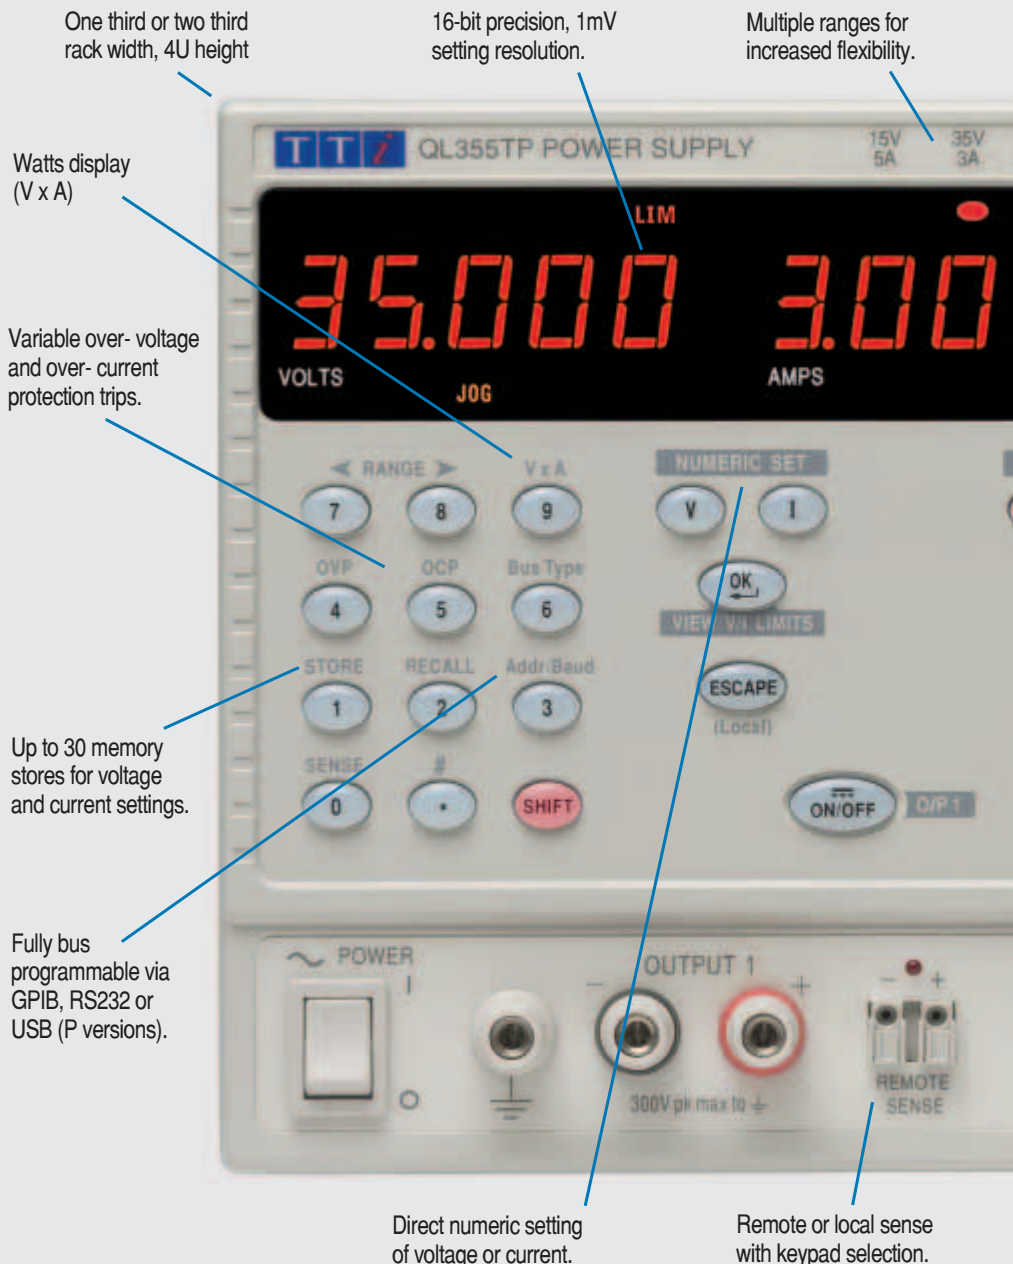 One third or two third
rack width, 4U height
16-bit precision, 1mV
setting resolution.
Multiple ranges for
increased flexibility.
Watts display
(V x A)
Variable over- voltage
and over- current
protection trips.
Up to 30 memory
stores for voltage
and current settings.
Fully bus
programmable via
GPIB, RS232 or
USB (P versions).
TTi QL355TP POWER SUPPLY
15V 35V
5A 3A
LIM
35.000 3.00
VOLTS AMPS
JOG
RANGE V x A
7 8 9
NUMERIC SET
V I
OVP OCP Bus Type
4 5 6
OK
VIEW V/I LIMITS
STORE RECALL Addr/Baud
1 2 3
ESCAPE
(Local)
SENSE #
0 . SHIFT
ON/OFF O/P 1
POWER
I
O
OUTPUT 1
- +
300V pk max to
- +
REMOTE
SENSE
Direct numeric setting
of voltage or current.
Remote or local sense
with keypad selection.